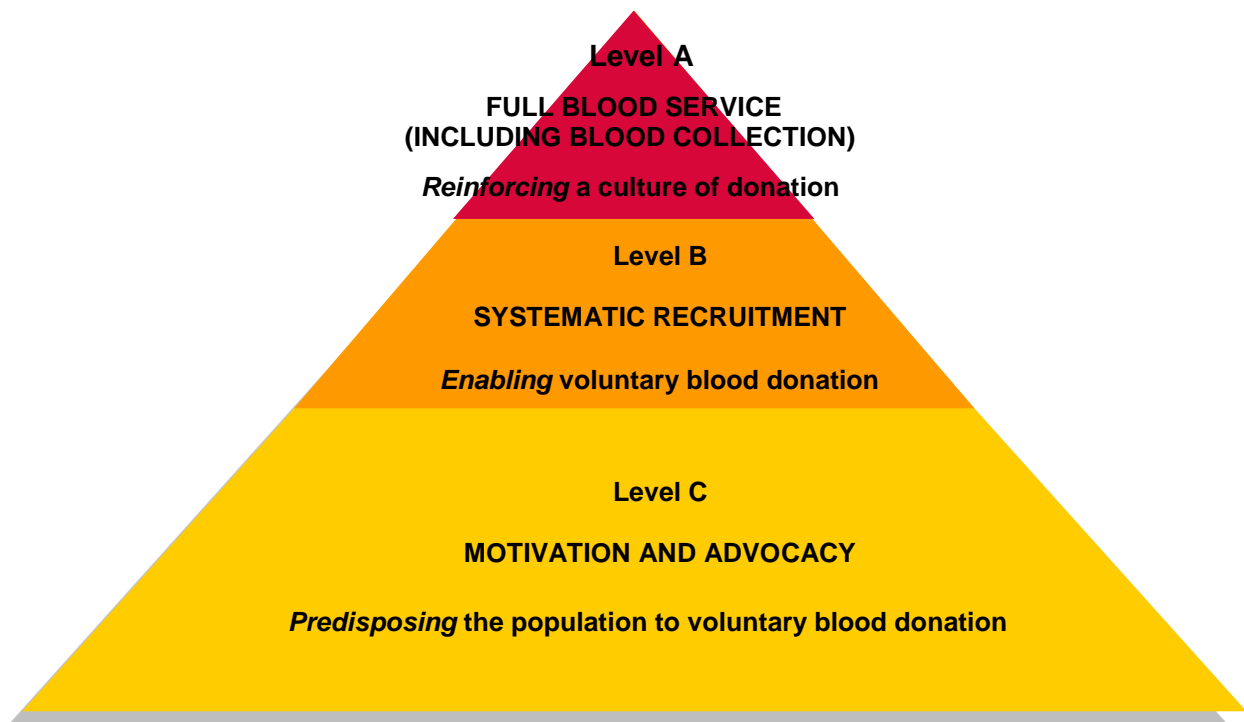 Level A
FULL BLOOD SERVICE
(INCLUDING BLOOD COLLECTION)
Reinforcing a culture of donation
Level B
SYSTEMATIC RECRUITMENT
Enabling voluntary blood donation
Level C
MOTIVATION AND ADVOCACY
Predisposing the population to voluntary blood donation